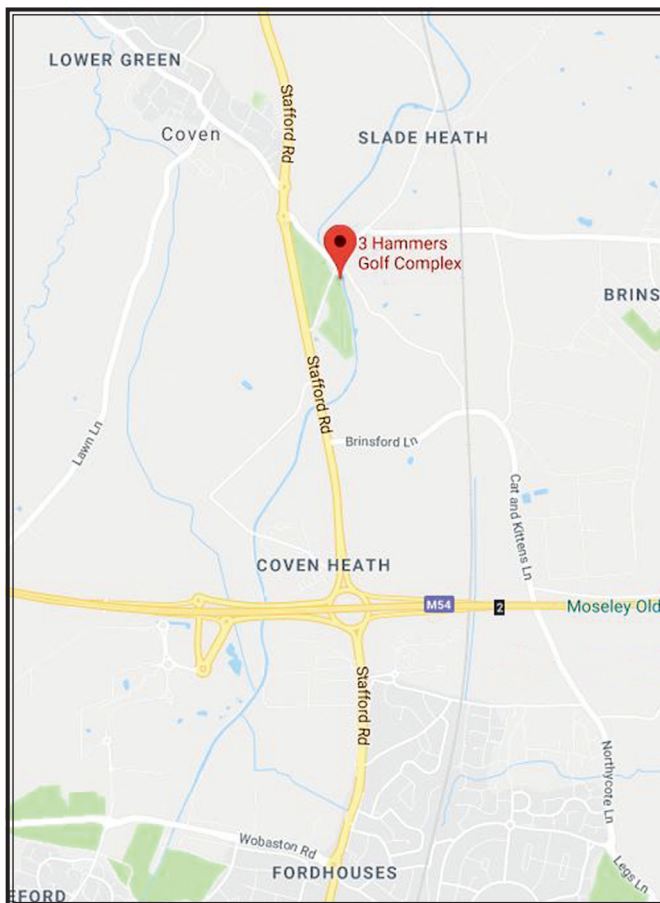 LOWER GREEN
Stafford Rd
Coven
SLADE HEATH
3 Hammers
Golf Complex
BRINS
Stafford Rd
Lawn Ln
Brinsford Ln
Cat and Kittens Ln
COVEN HEATH
M54
2
Moseley Old
Stafford Rd
Northycote Ln
Wobaston Rd
FORDHOUSES
Legs Ln
EFORD